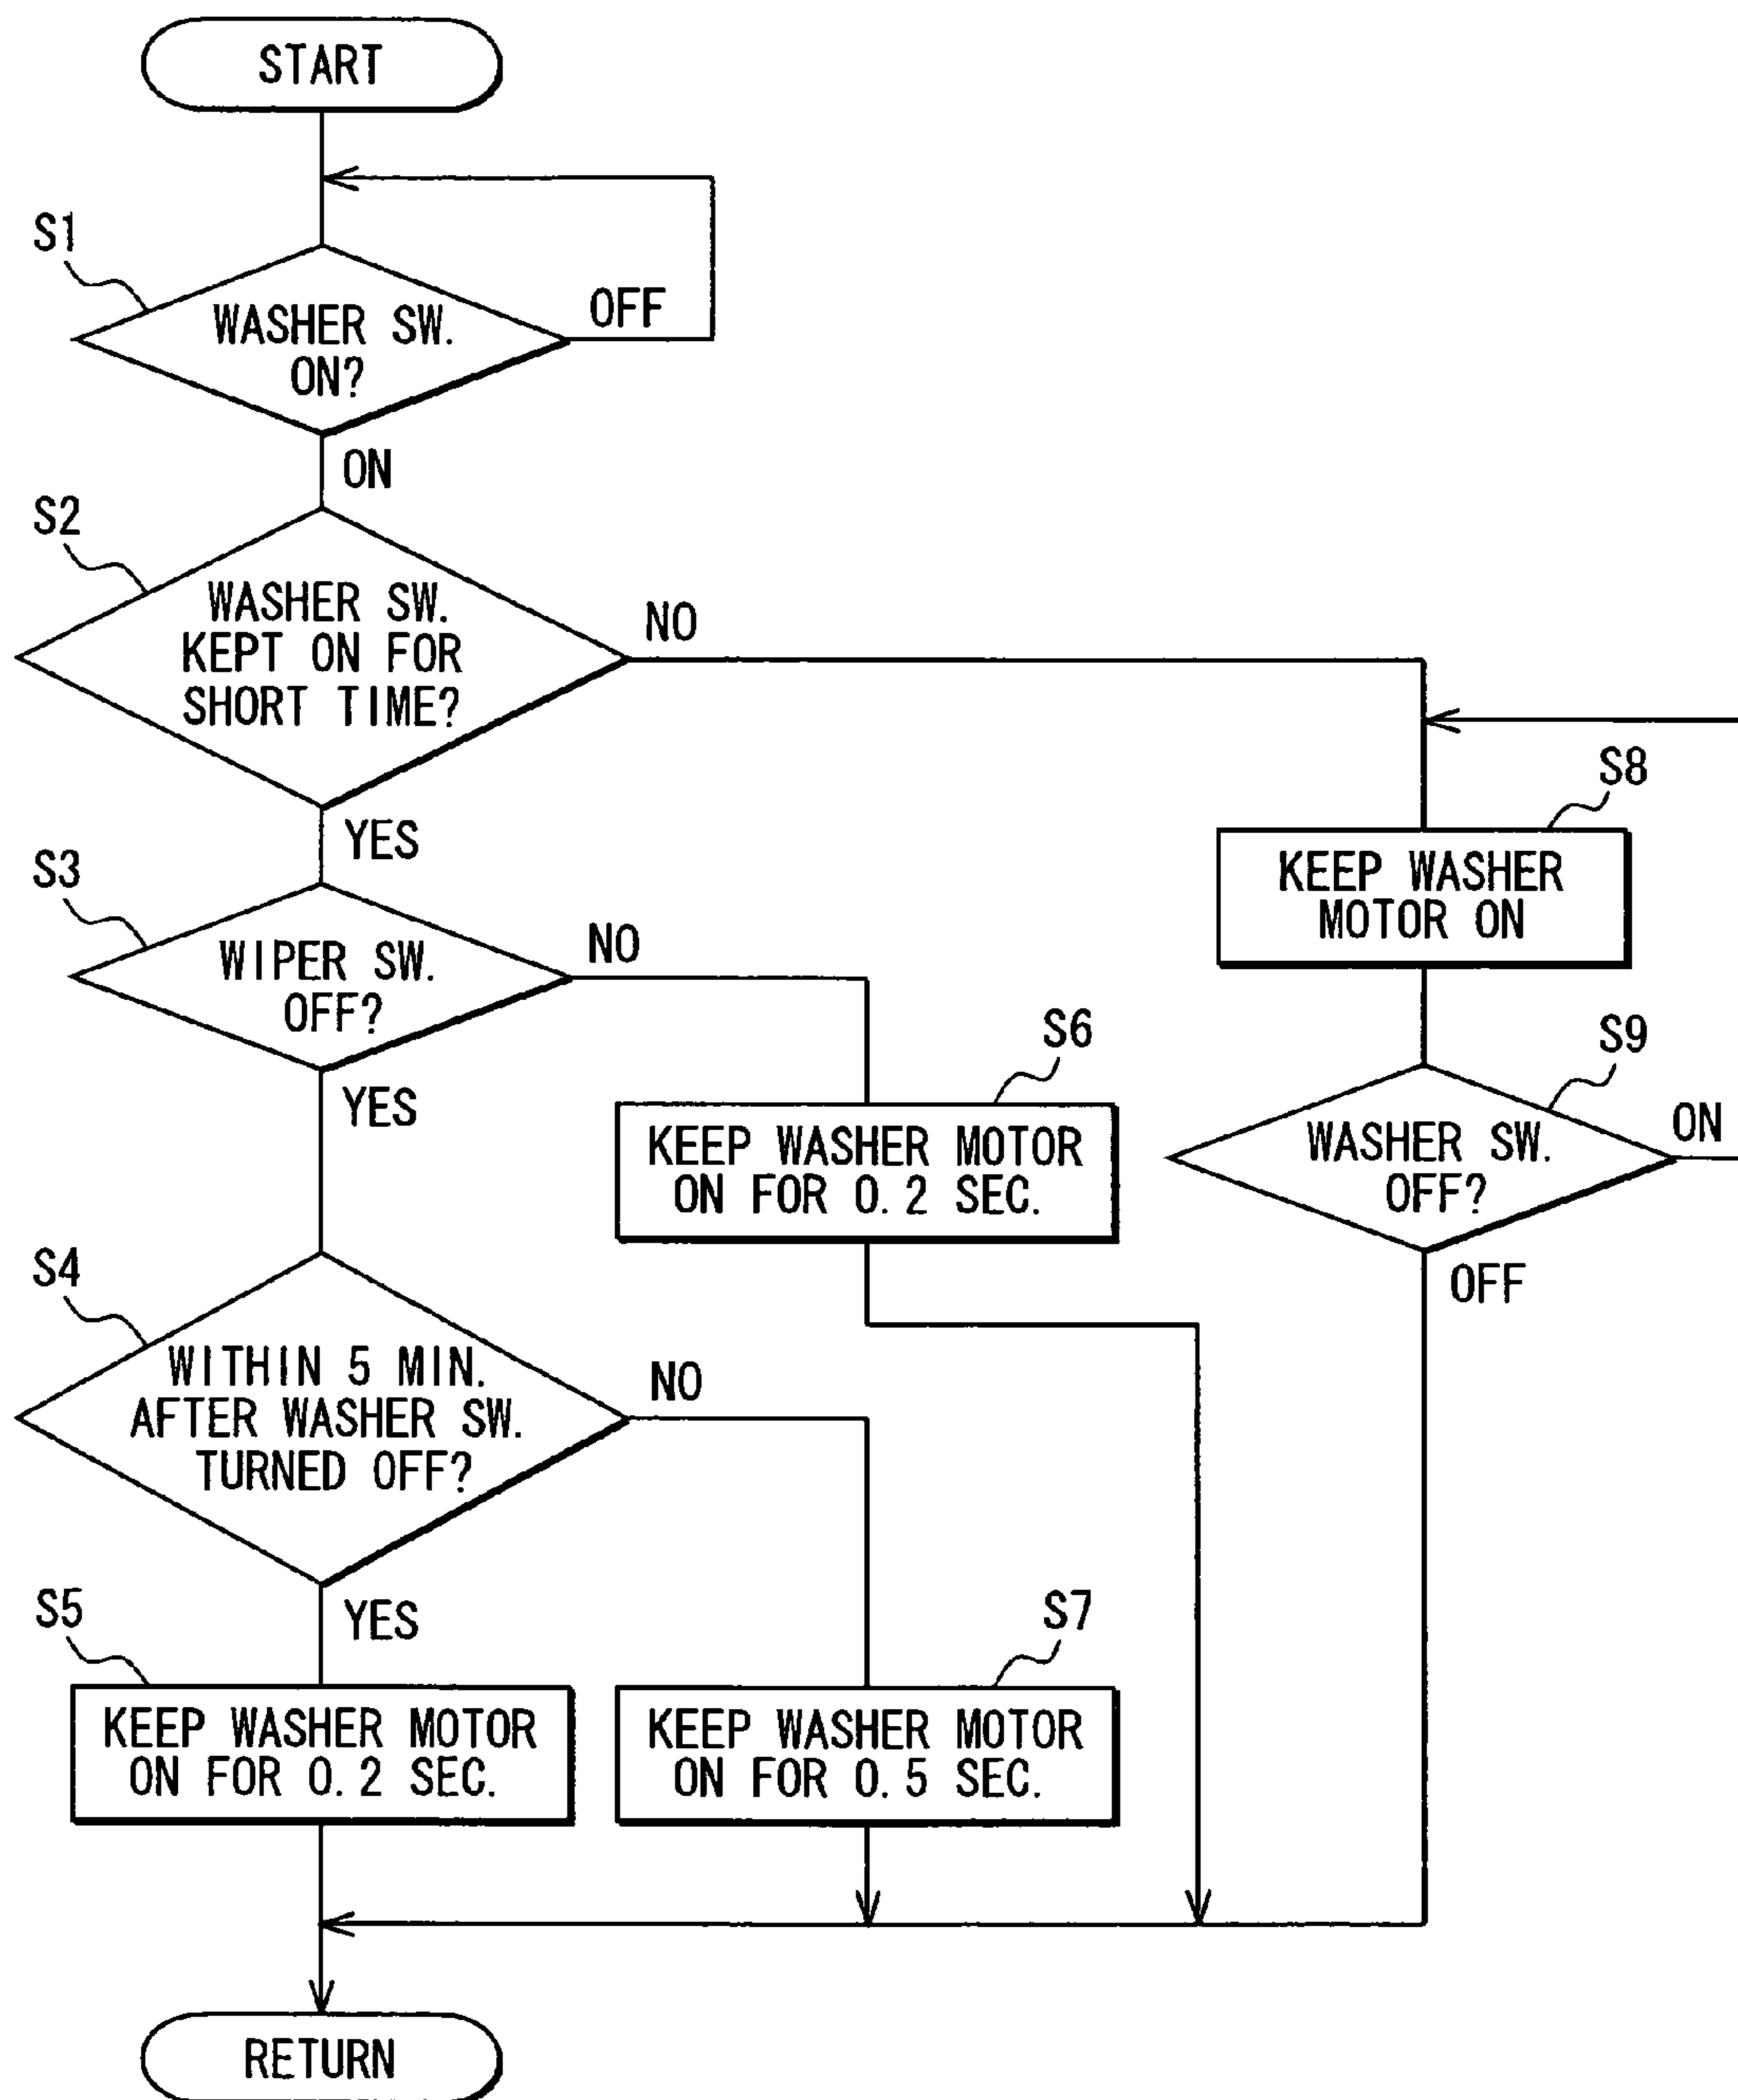 START
S1
WASHER SW.
ON?
OFF
ON
S2
WASHER SW.
KEPT ON FOR
SHORT TIME?
NO
YES
S3
WIPER SW.
OFF?
NO
YES
S8
KEEP WASHER
MOTOR ON
S6
KEEP WASHER MOTOR
ON FOR 0.2 SEC.
S9
WASHER SW.
OFF?
ON
OFF
S4
WITHIN 5 MIN.
AFTER WASHER SW.
TURNED OFF?
NO
YES
S5
KEEP WASHER MOTOR
ON FOR 0.2 SEC.
S7
KEEP WASHER MOTOR
ON FOR 0.5 SEC.
RETURN